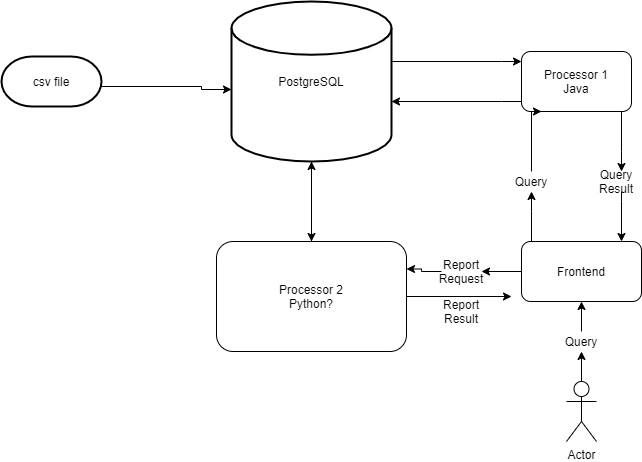 csv file
PostgreSQL
Processor 1
Java
Query
Query
Result
Processor 2
Python?
Report
Request
Report
Result
Frontend
Query
Actor